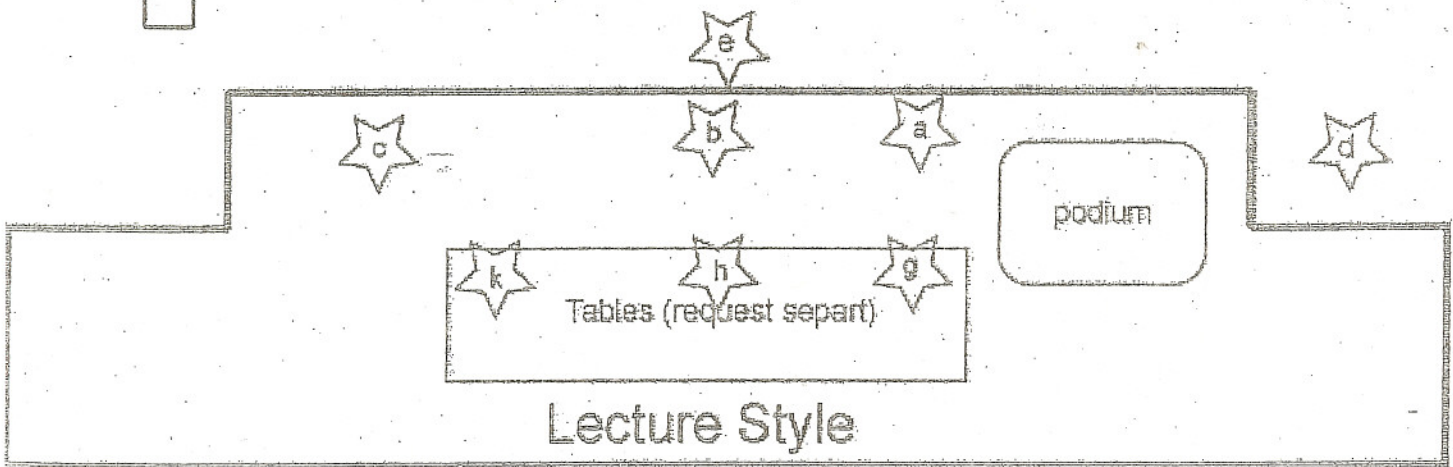 e
c b a d
podium
k h g
Tables (request separt)
Lecture Style